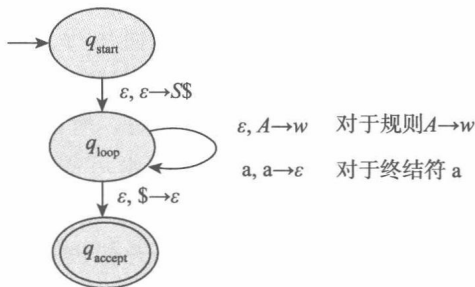 q_start
ε, ε→S$
q_loop
ε, A→w 对于规则A→w
a, a→ε 对于终结符 a
ε, $→ε
q_accept